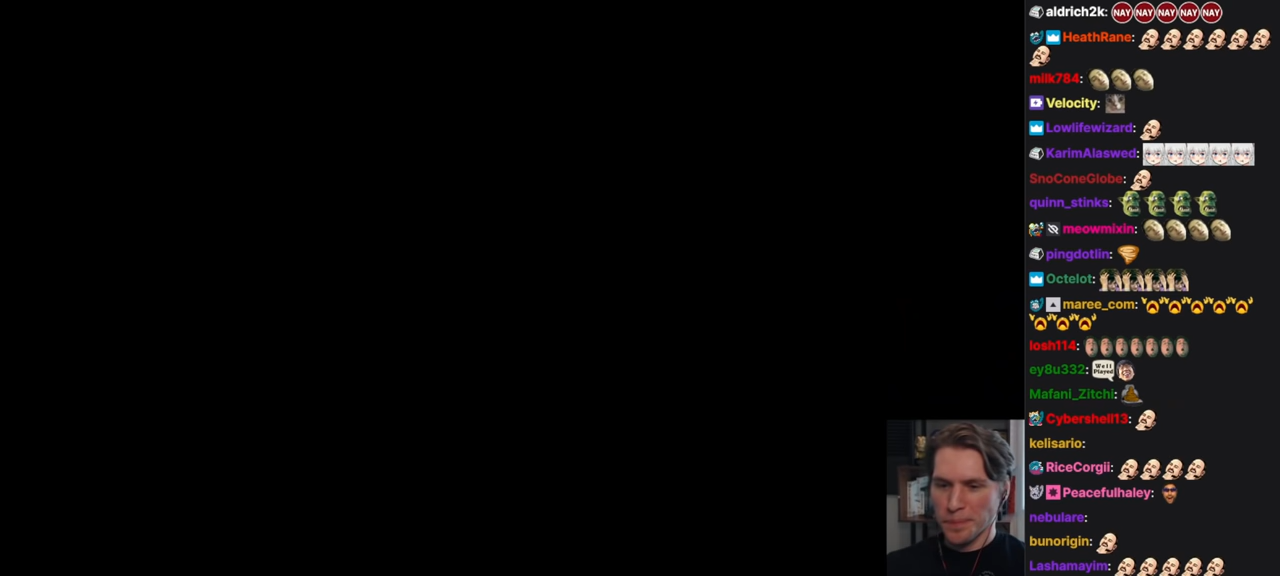 aldrich2k: NAY NAY NAY NAY NAY
HeathRane:
milk784:
Velocity:
Lowlifewizard:
KarimAlaswed:
SnoConeGlobe:
quinn_stinks:
meowmixin:
pingdotlin:
Octelot:
maree_com:
losh114:
ey8u332: Well Played
Mafani_Zitchi:
Cybershell13:
kelisario:
RiceCorgii:
Peacefulhaley:
nebulare:
bunorigin:
Lashamayim: